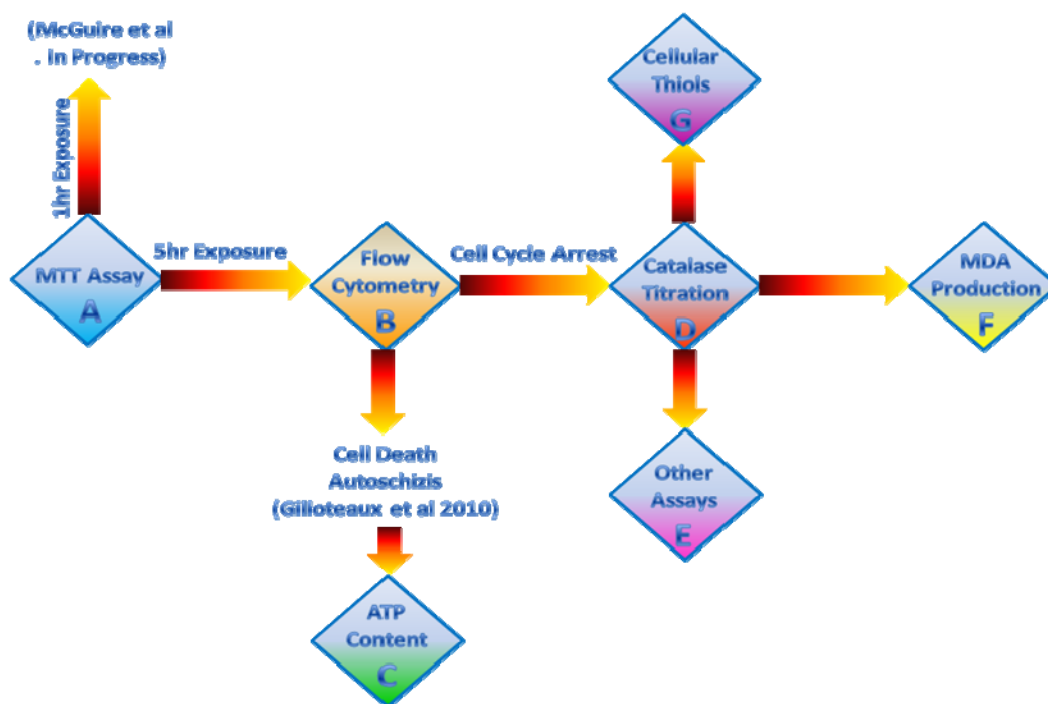 (McGuire et al
. In Progress)
1hr Exposure
MTT Assay
A
5hr Exposure
Flow
Cytometry
B
Cell Cycle Arrest
Cellular
Thiols
G
Catalase
Titration
D
MDA
Production
F
Cell Death
Autoschizis
(Gilloteaux et al 2010)
Other
Assays
E
ATP
Content
C